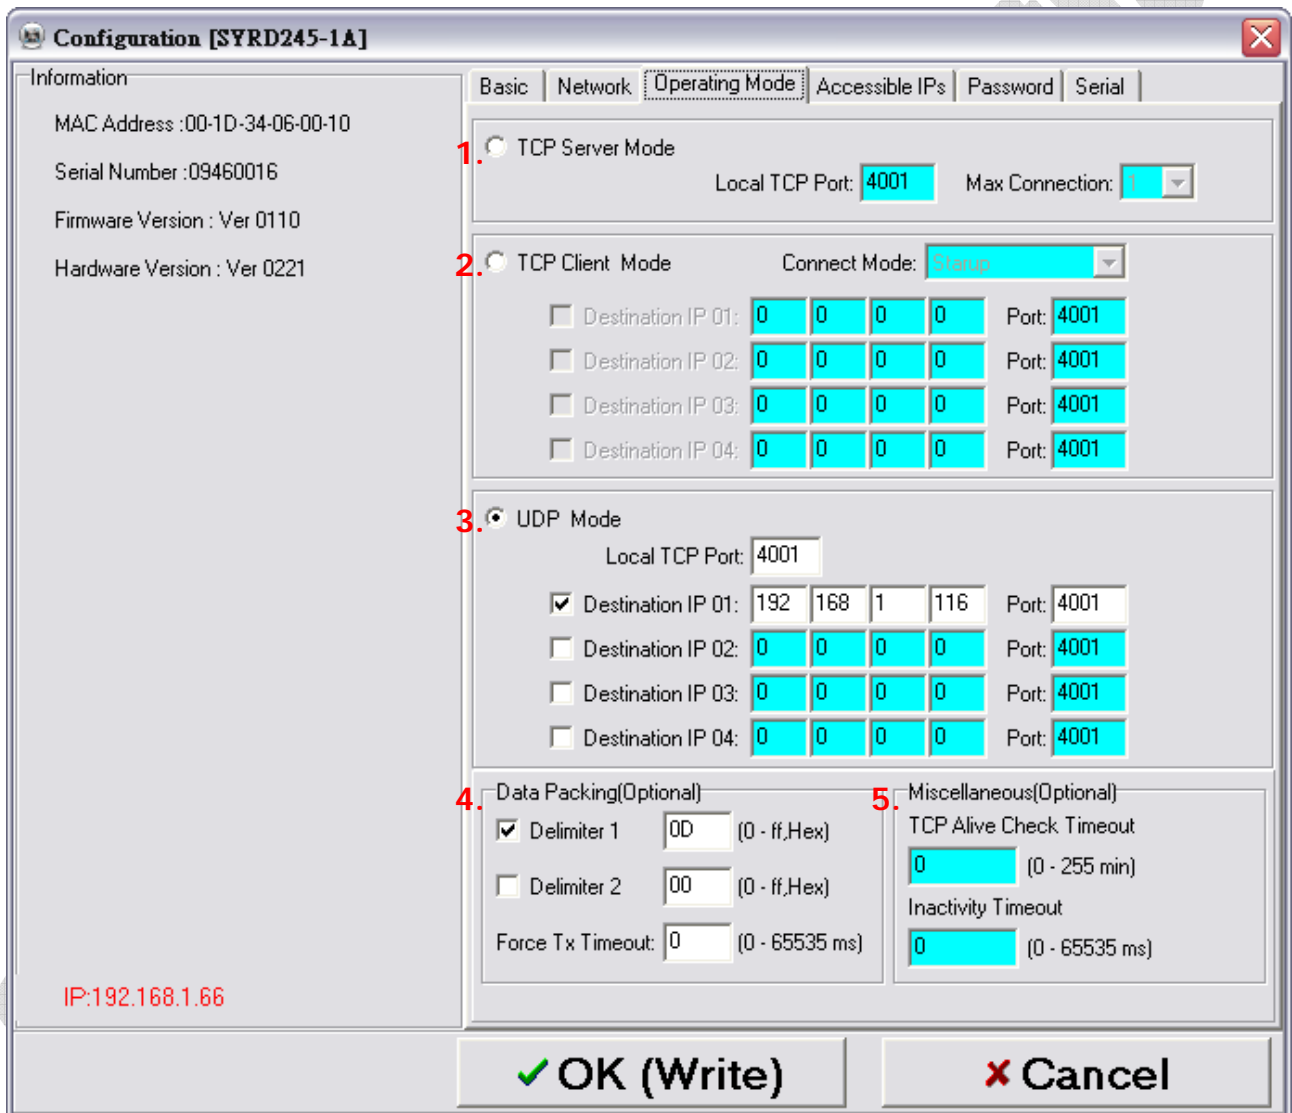 Configuration [SYRD245-1A]
Information
MAC Address :00-1D-34-06-00-10
Serial Number :09460016
Firmware Version : Ver 0110
Hardware Version : Ver 0221
IP:192.168.1.66
Basic Network Operating Mode Accessible IPs Password Serial
1. TCP Server Mode
Local TCP Port: 4001 Max Connection: 1
2. TCP Client Mode Connect Mode: Starup
Destination IP 01: 0 0 0 0 Port: 4001
Destination IP 02: 0 0 0 0 Port: 4001
Destination IP 03: 0 0 0 0 Port: 4001
Destination IP 04: 0 0 0 0 Port: 4001
3. UDP Mode
Local TCP Port: 4001
Destination IP 01: 192 168 1 116 Port: 4001
Destination IP 02: 0 0 0 0 Port: 4001
Destination IP 03: 0 0 0 0 Port: 4001
Destination IP 04: 0 0 0 0 Port: 4001
4. Data Packing(Optional)
Delimiter 1 0D (0 - ff,Hex)
Delimiter 2 00 (0 - ff,Hex)
Force Tx Timeout: 0 (0 - 65535 ms)
5. Miscellaneous(Optional)
TCP Alive Check Timeout
0 (0 - 255 min)
Inactivity Timeout
0 (0 - 65535 ms)
OK (Write) Cancel